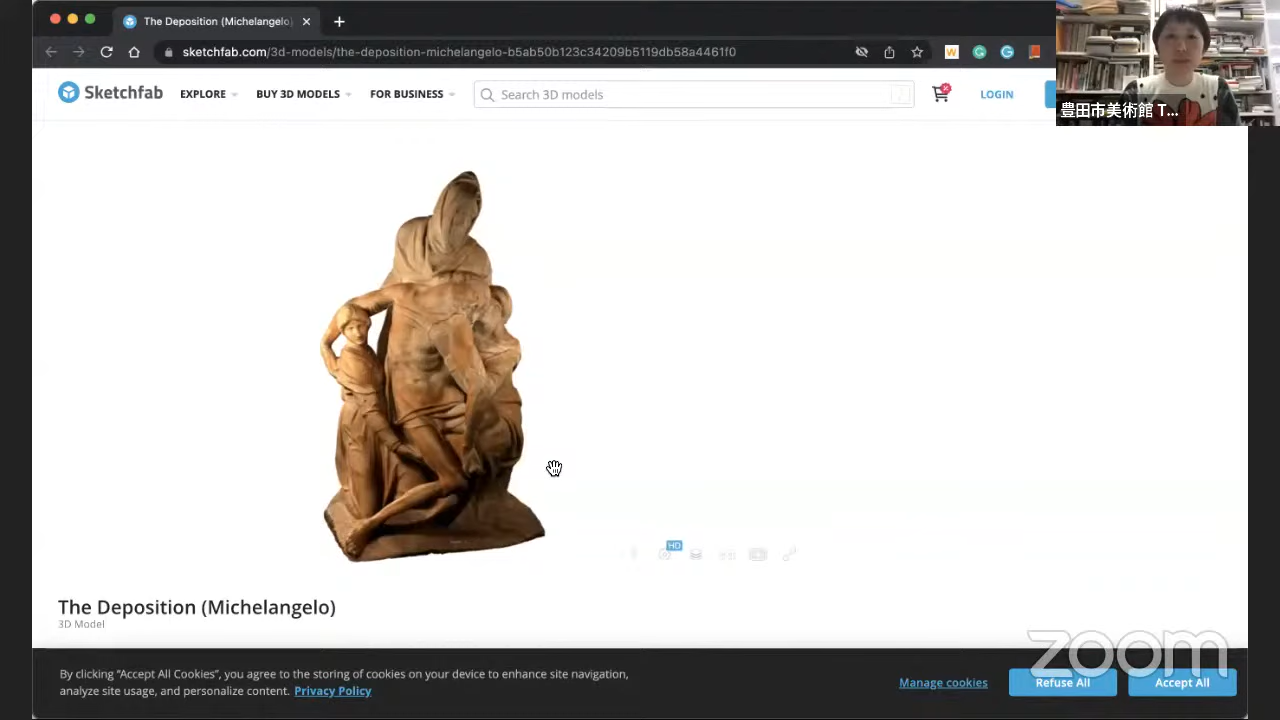 The Deposition (Michelangelo)
sketchfab.com/3d-models/the-deposition-michelangelo-b5ab50b123c34209b5119db58a4461f0
Sketchfab
EXPLORE
BUY 3D MODELS
FOR BUSINESS
Search 3D models
/
LOGIN
豊田市美術館 T...
HD
The Deposition (Michelangelo)
3D Model
By clicking “Accept All Cookies”, you agree to the storing of cookies on your device to enhance site navigation,
analyze site usage, and personalize content. Privacy Policy
Manage cookies
Refuse All
Accept All
zoom